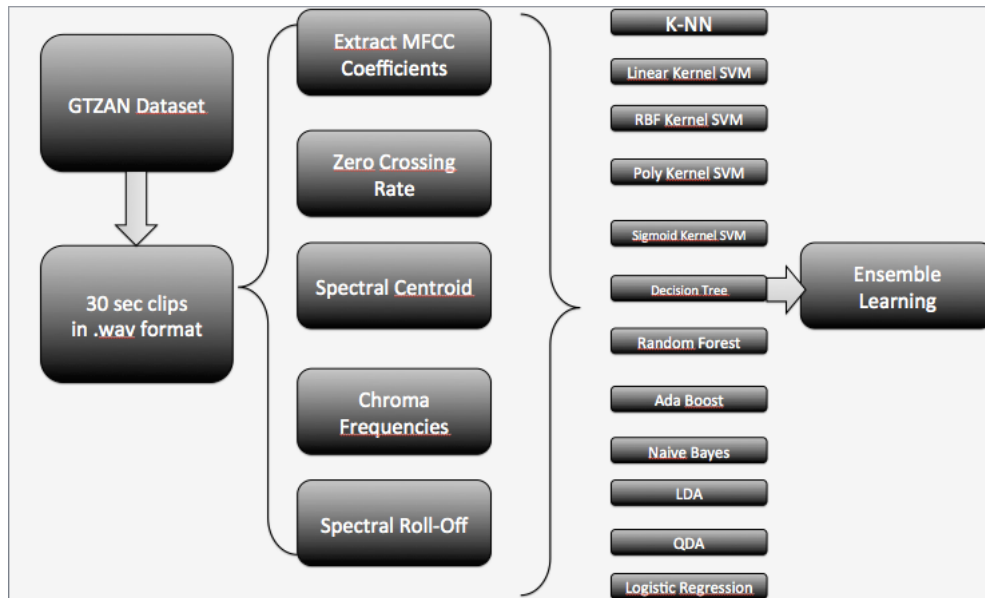 GTZAN Dataset
30 sec clips
in .wav format
Extract MFCC
Coefficients
Zero Crossing
Rate
Spectral Centroid
Chroma
Frequencies
Spectral Roll-Off
K-NN
Linear Kernel SVM
RBF Kernel SVM
Poly Kernel SVM
Sigmoid Kernel SVM
Decision Tree
Random Forest
Ada Boost
Naive Bayes
LDA
QDA
Logistic Regression
Ensemble
Learning